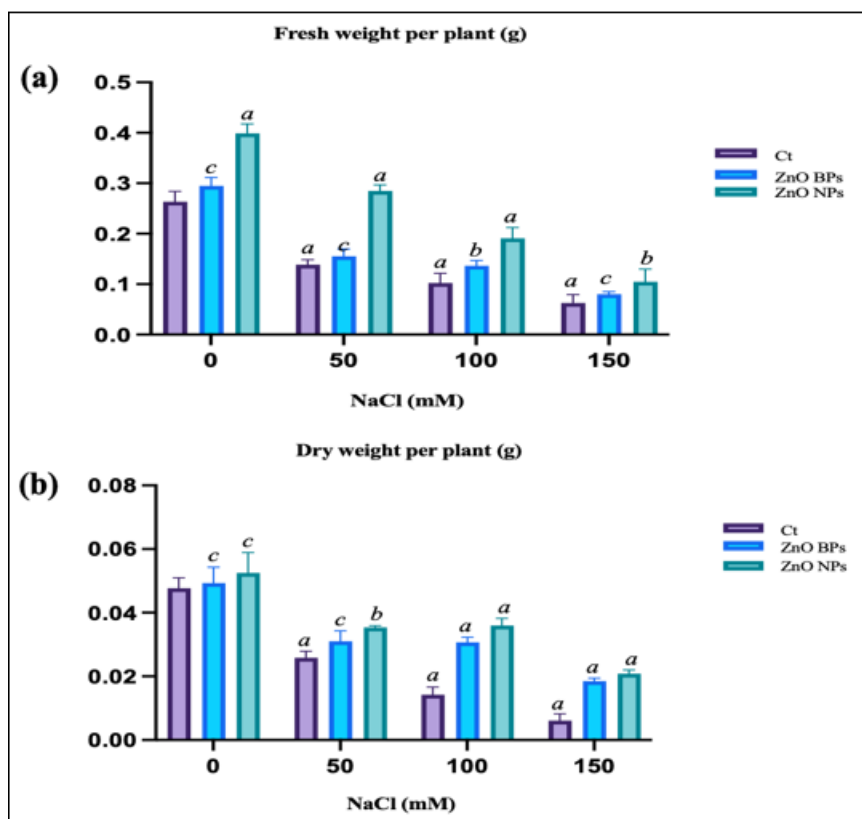 Fresh weight per plant (g)
(a)
0.5
0.4
0.3
0.2
0.1
0.0
c a
a c a
a b a
a c b
0 50 100 150
NaCl (mM)
Ct
ZnO BPs
ZnO NPs
Dry weight per plant (g)
(b)
0.08
0.06
0.04
0.02
0.00
c c
a c b
a a a
a a a
0 50 100 150
NaCl (mM)
Ct
ZnO BPs
ZnO NPs